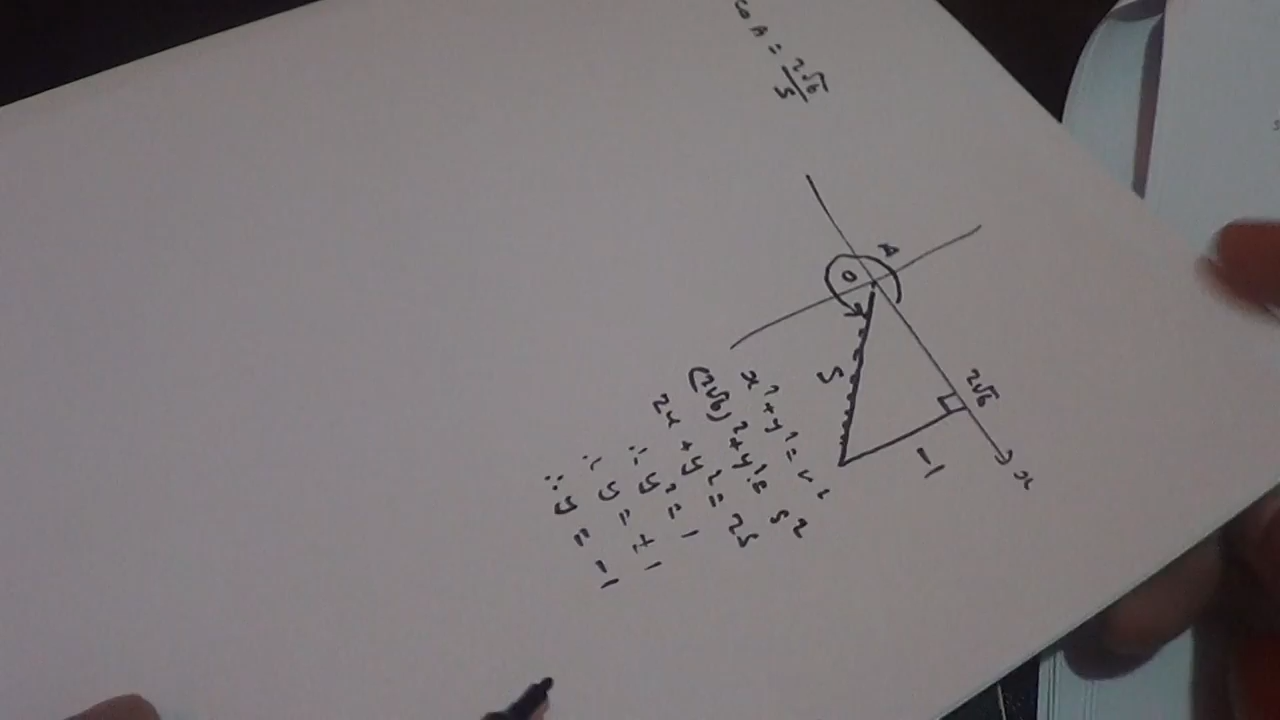 cos A = 2√6/5
A
O
5
2√6
-1
x
x² + y² = r²
(2√6)² + y² = 5²
24 + y² = 25
∴ y² = 1
∴ y = ± 1
∴ y = -1